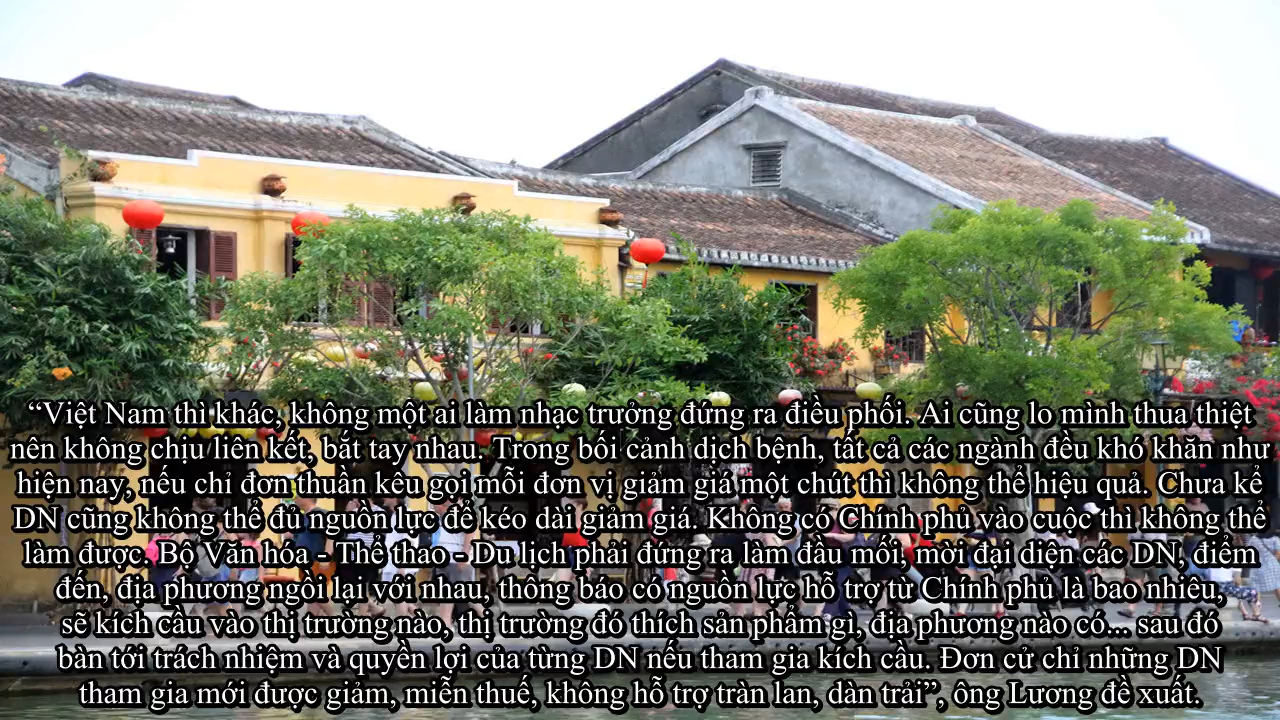 “Việt Nam thì khác, không một ai làm nhạc trưởng đứng ra điều phối. Ai cũng lo mình thua thiệt
nên không chịu liên kết, bắt tay nhau. Trong bối cảnh dịch bệnh, tất cả các ngành đều khó khăn như
hiện nay, nếu chỉ đơn thuần kêu gọi mỗi đơn vị giảm giá một chút thì không thể hiệu quả. Chưa kể
DN cũng không thể đủ nguồn lực để kéo dài giảm giá. Không có Chính phủ vào cuộc thì không thể
làm được. Bộ Văn hóa - Thể thao - Du lịch phải đứng ra làm đầu mối, mời đại diện các DN, điểm
đến, địa phương ngồi lại với nhau, thông báo có nguồn lực hỗ trợ từ Chính phủ là bao nhiêu,
sẽ kích cầu vào thị trường nào, thị trường đó thích sản phẩm gì, địa phương nào có... sau đó
bàn tới trách nhiệm và quyền lợi của từng DN nếu tham gia kích cầu. Đơn cử chỉ những DN
tham gia mới được giảm, miễn thuế, không hỗ trợ tràn lan, dàn trải”, ông Lương đề xuất.